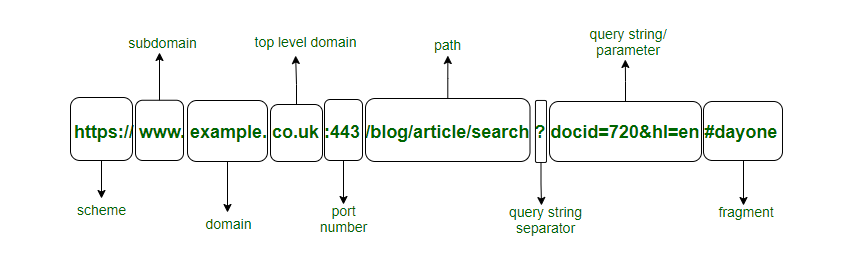 subdomain
top level domain
path
query string/
parameter
https://www.example.co.uk:443/blog/article/search?docid=720&hl=en#dayone
scheme
domain
port
number
query string
separator
fragment